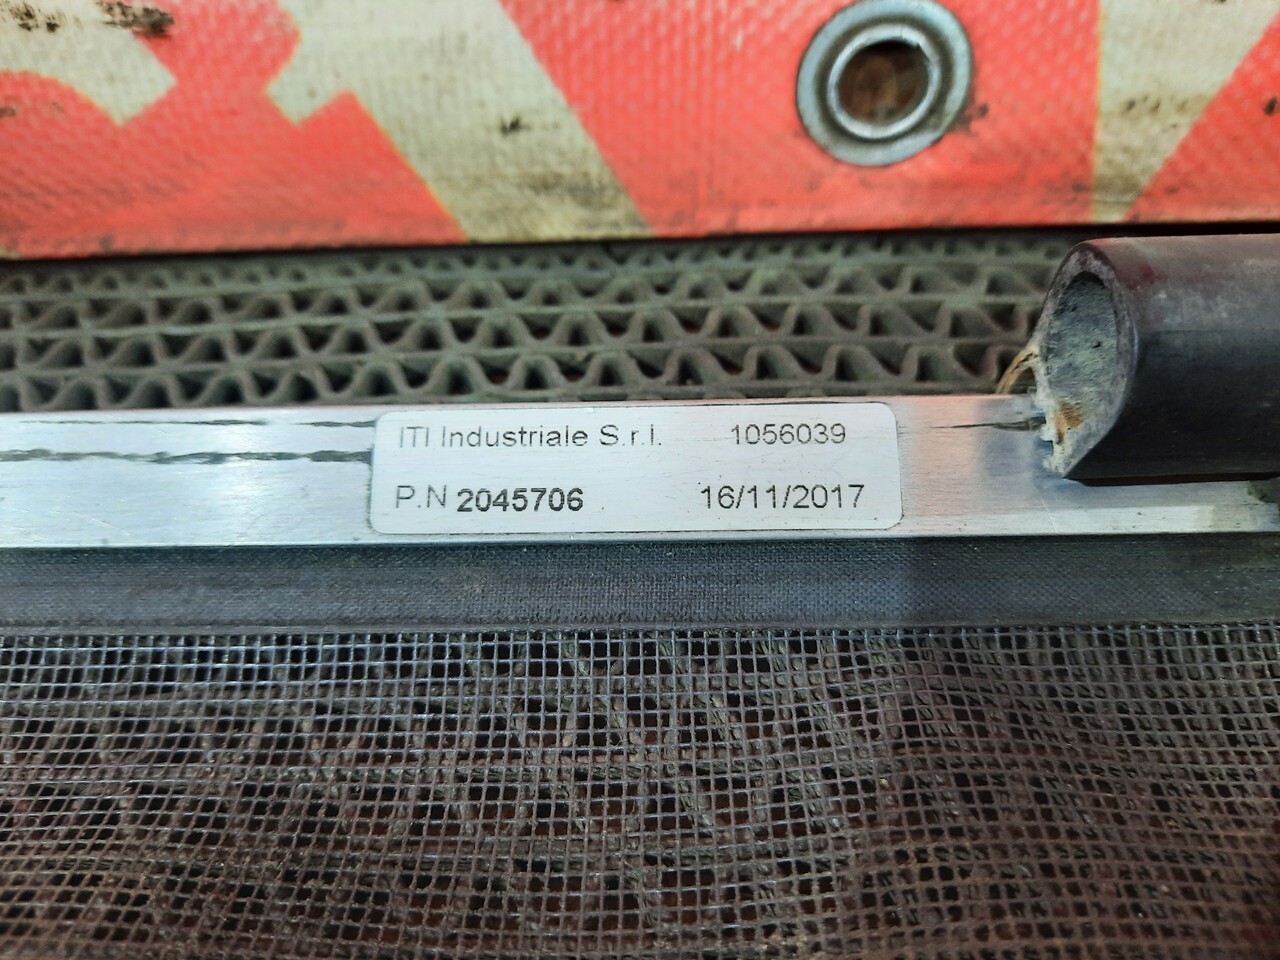 ITI Industriale S.r.l. 1056039
P.N 2045706 16/11/2017